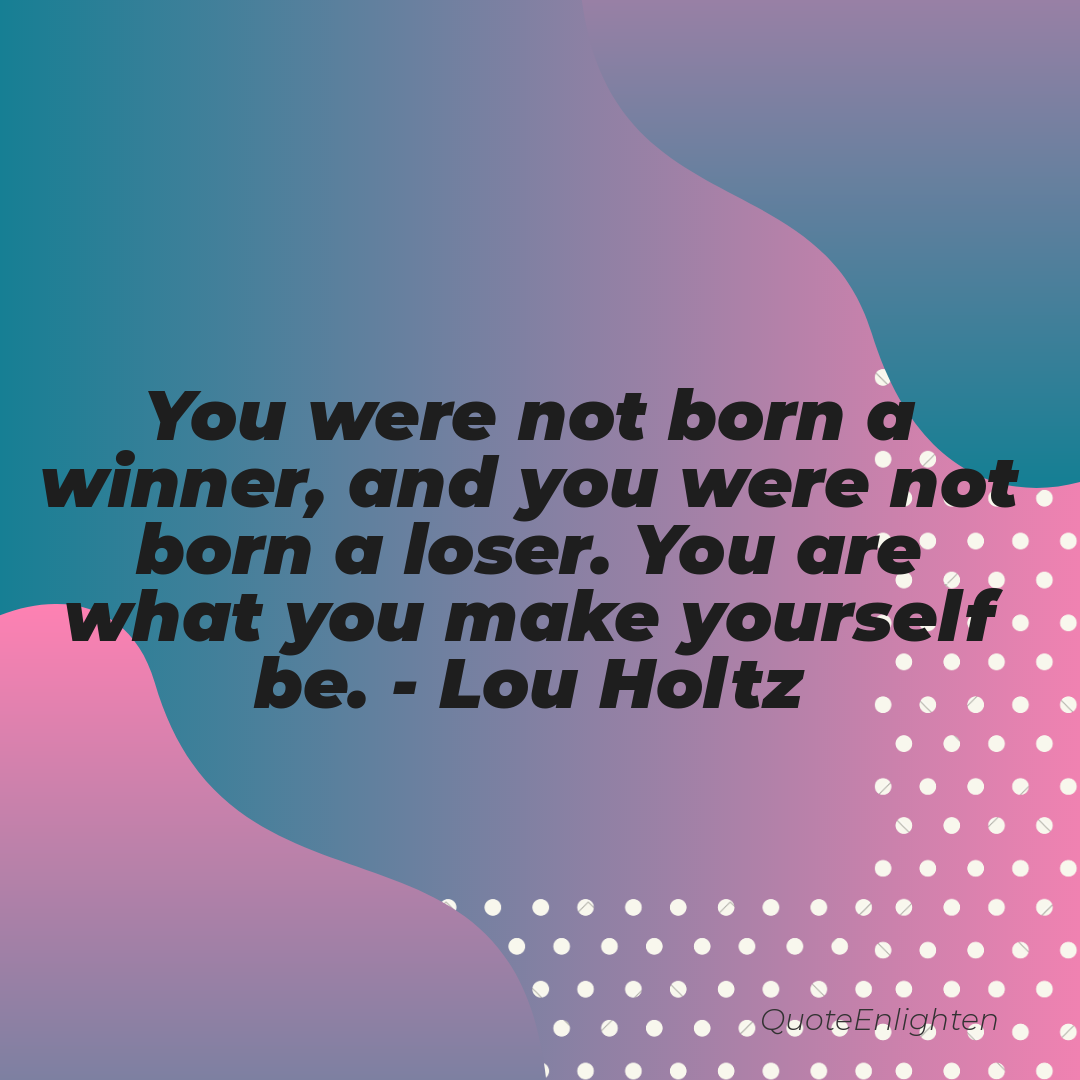 You were not born a
winner, and you were not
born a loser. You are
what you make yourself
be. - Lou Holtz
QuoteEnlighten